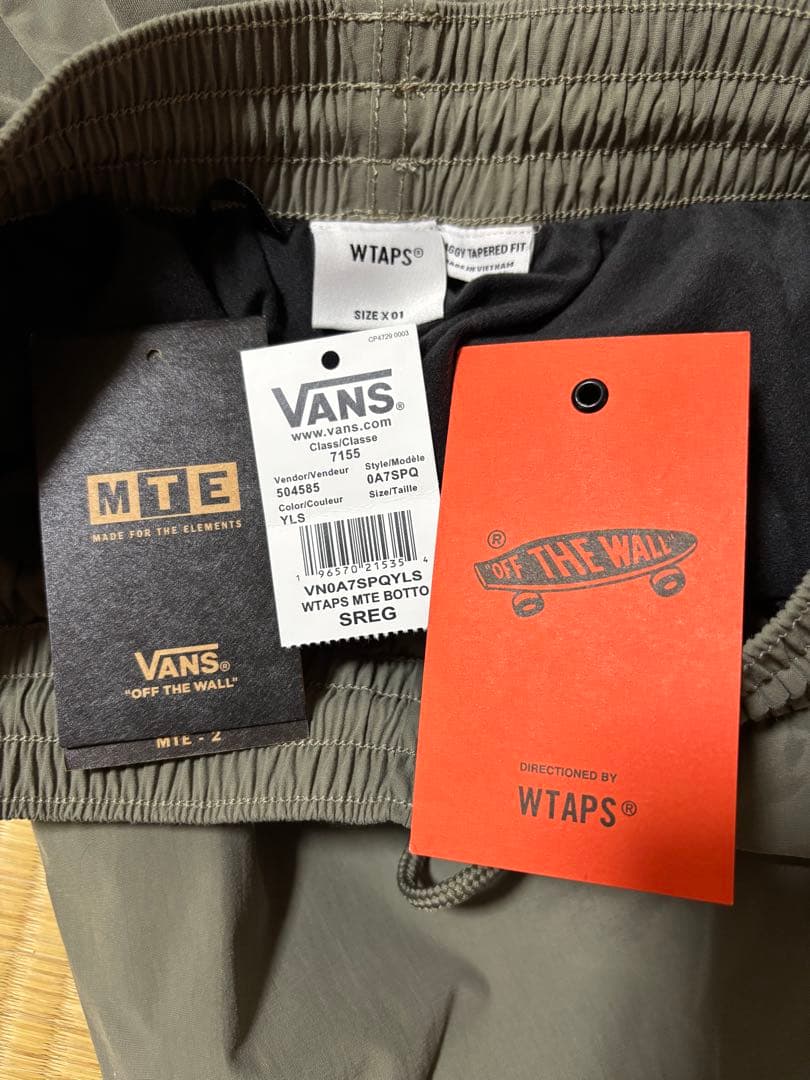 WTAPS®
SIZE X 01
GGY TAPERED FIT
MADE IN VIETNAM
MTE
MADE FOR THE ELEMENTS
VANS®
"OFF THE WALL"
MTE - 2
CP4729 0003
VANS®
www.vans.com
Class/Classe
7155
Vendor/Vendeur Style/Modèle
504585 0A7SPQ
Color/Couleur Size/Taille
YLS
1 96570 21535 4
VN0A7SPQYLS
WTAPS MTE BOTTO
SREG
®
"OFF THE WALL"
DIRECTIONED BY
WTAPS®